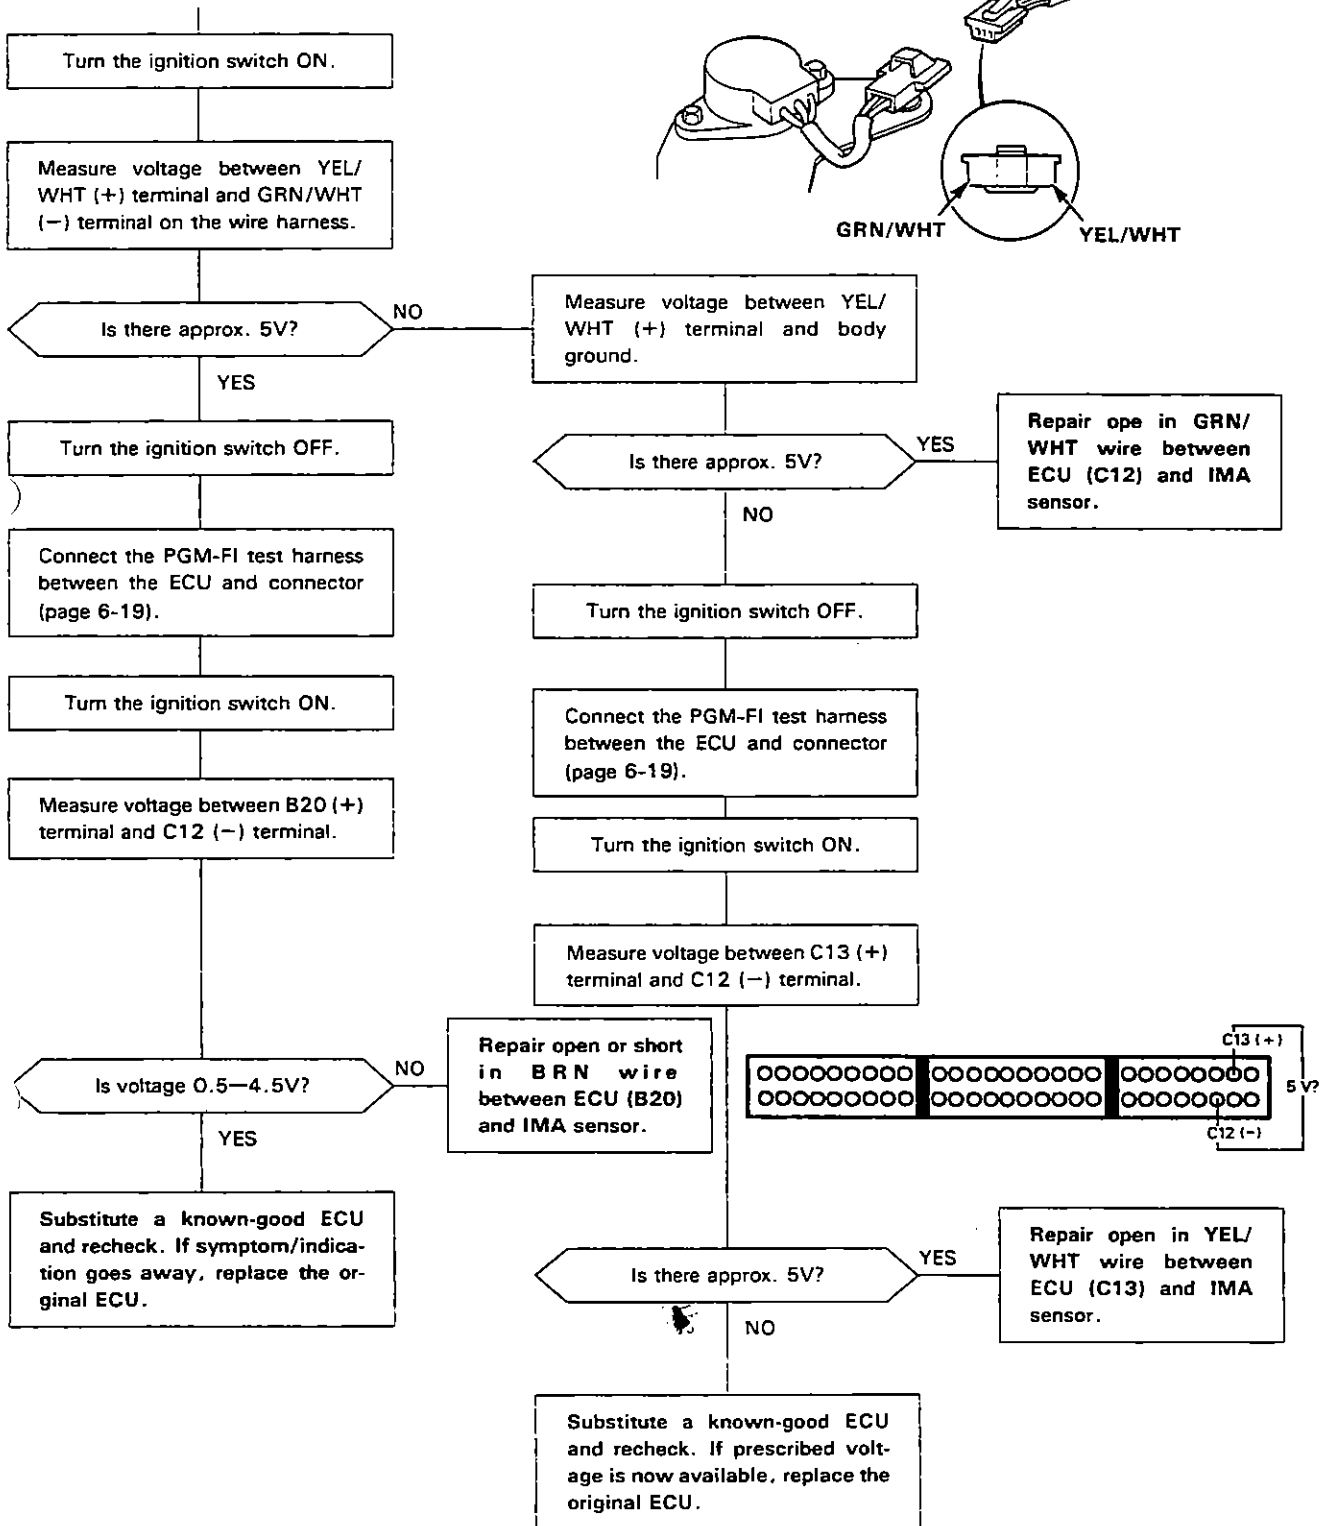 Turn the ignition switch ON.
Measure voltage between YEL/
WHT (+) terminal and GRN/WHT
(−) terminal on the wire harness.
GRN/WHT
YEL/WHT
Is there approx. 5V?
NO
YES
Measure voltage between YEL/
WHT (+) terminal and body
ground.
Turn the ignition switch OFF.
Is there approx. 5V?
YES
NO
Repair ope in GRN/
WHT wire between
ECU (C12) and IMA
sensor.
Connect the PGM-FI test harness
between the ECU and connector
(page 6-19).
Turn the ignition switch OFF.
Turn the ignition switch ON.
Connect the PGM-FI test harness
between the ECU and connector
(page 6-19).
Measure voltage between B20 (+)
terminal and C12 (−) terminal.
Turn the ignition switch ON.
Measure voltage between C13 (+)
terminal and C12 (−) terminal.
Is voltage 0.5—4.5V?
NO
YES
Repair open or short
in BRN wire
between ECU (B20)
and IMA sensor.
C13 (+)
5 V?
C12 (−)
Substitute a known-good ECU
and recheck. If symptom/indica-
tion goes away, replace the or-
ginal ECU.
Is there approx. 5V?
YES
NO
Repair open in YEL/
WHT wire between
ECU (C13) and IMA
sensor.
Substitute a known-good ECU
and recheck. If prescribed volt-
age is now available, replace the
original ECU.